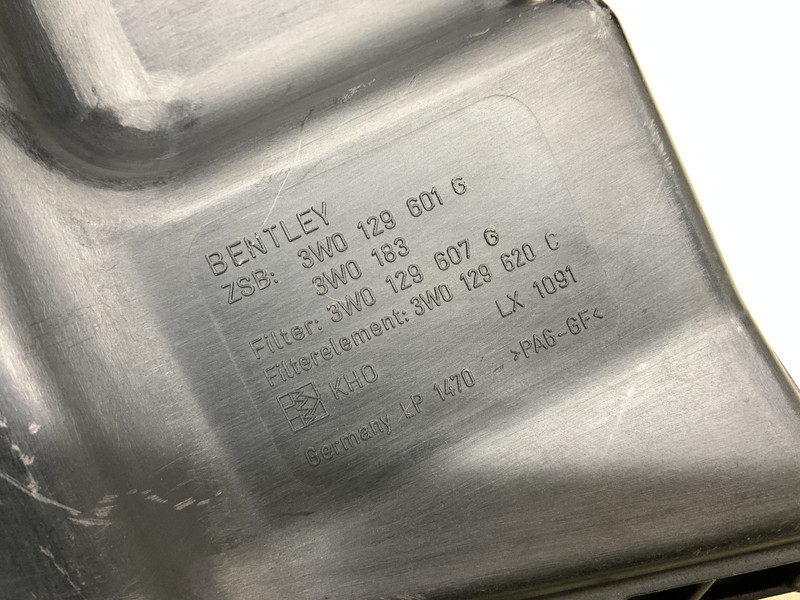 BENTLEY
ZSB: 3W0 129 601 G
3W0 183
Filter: 3W0 129 607 G
Filterelement: 3W0 129 620 C
LX 1091
KHO
>PA6-GF<
Germany LP 1470